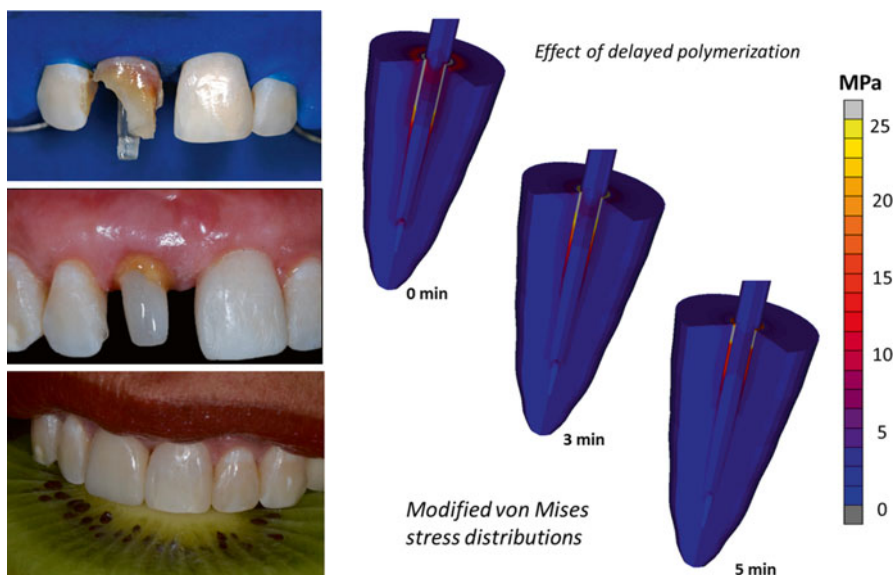 Effect of delayed polymerization
MPa
25
20
15
10
5
0
0 min
3 min
5 min
Modified von Mises
stress distributions